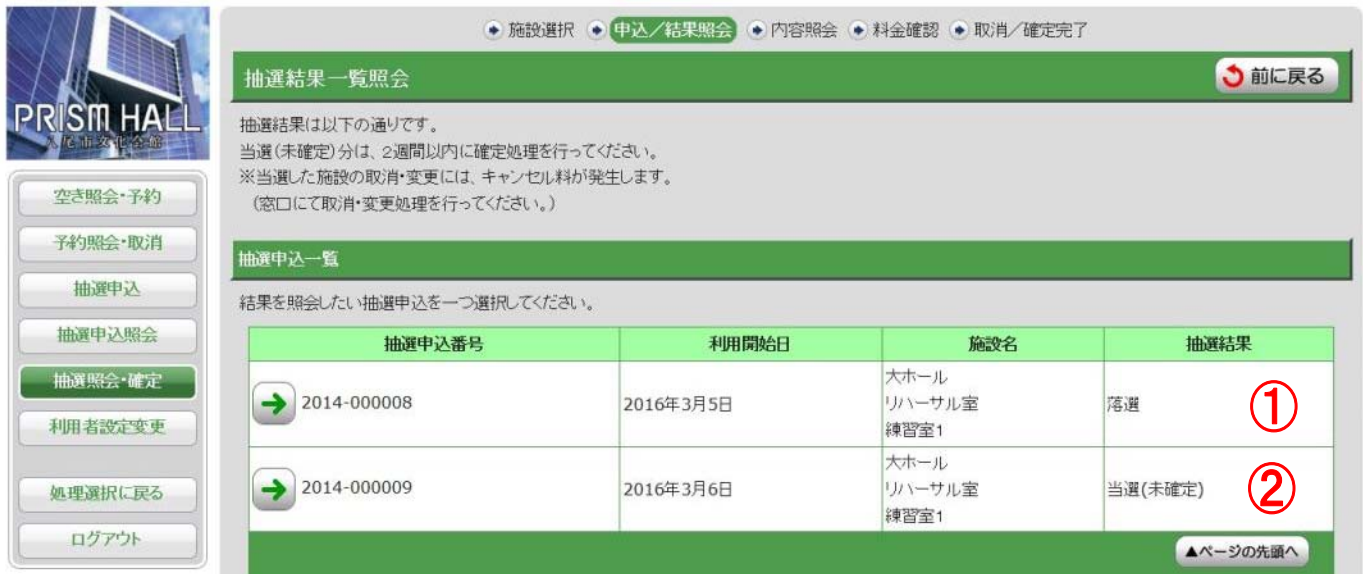 PRISM HALL
八尾市文化会館
空き照会・予約
予約照会・取消
抽選申込
抽選申込照会
抽選照会・確定
利用者設定変更
処理選択に戻る
ログアウト
施設選択 申込／結果照会 内容照会 料金確認 取消／確定完了
抽選結果一覧照会
前に戻る
抽選結果は以下の通りです。
当選(未確定)分は、2週間以内に確定処理を行ってください。
※当選した施設の取消・変更には、キャンセル料が発生します。
（窓口にて取消・変更処理を行ってください。）
抽選申込一覧
結果を照会したい抽選申込を一つ選択してください。
抽選申込番号 利用開始日 施設名 抽選結果
2014-000008 2016年3月5日 大ホール
リハーサル室
練習室1
落選 ①
2014-000009 2016年3月6日 大ホール
リハーサル室
練習室1
当選(未確定) ②
▲ページの先頭へ